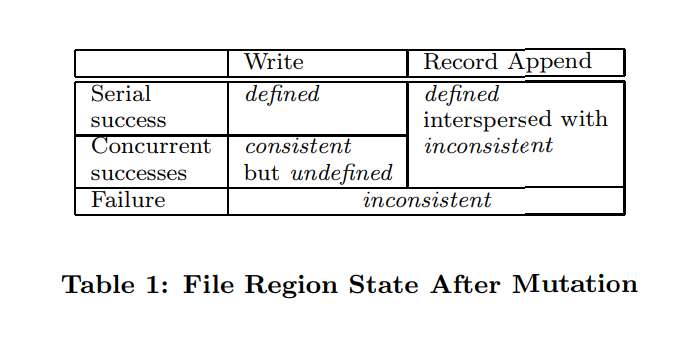 Write Record Append
Serial defined defined
success interspersed with
Concurrent consistent inconsistent
successes but undefined
Failure inconsistent
Table 1: File Region State After Mutation